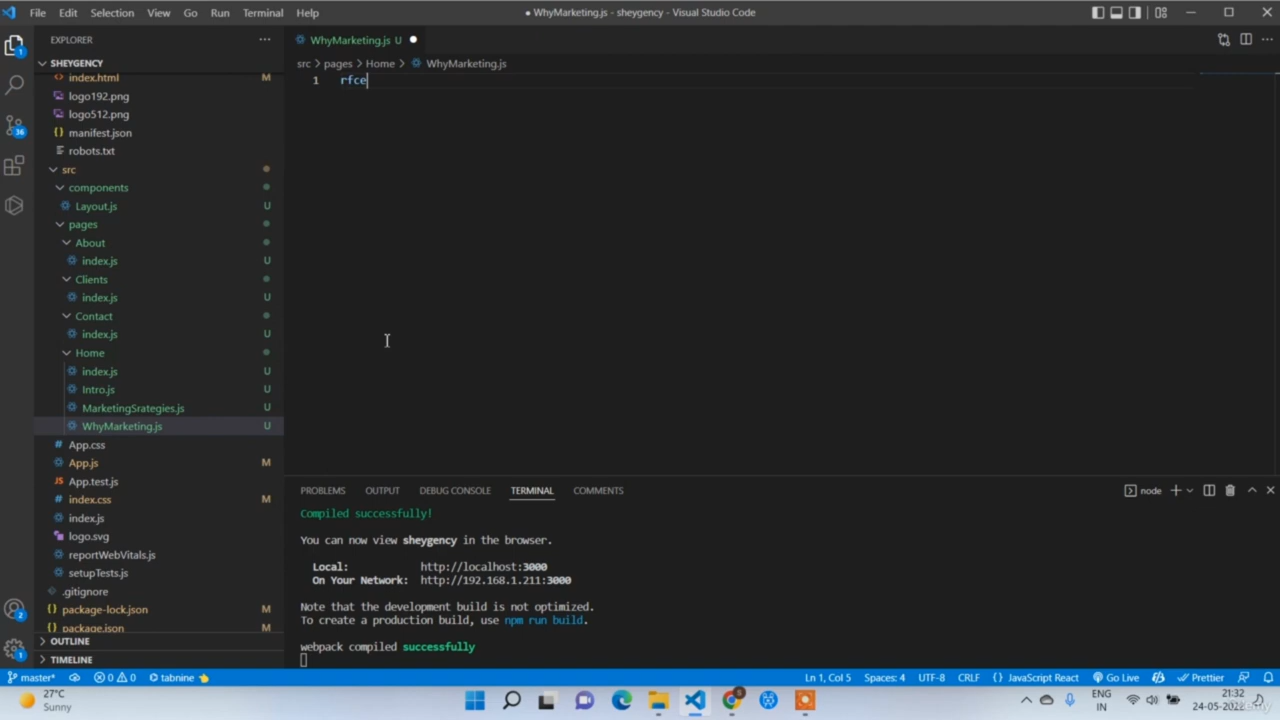 File Edit Selection View Go Run Terminal Help
● WhyMarketing.js - sheygency - Visual Studio Code
EXPLORER
WhyMarketing.js U
SHEYGENCY
src > pages > Home > WhyMarketing.js
1 rfce
index.html M
logo192.png
logo512.png
manifest.json
robots.txt
src
components
Layout.js U
pages
About
index.js U
Clients
index.js U
Contact
index.js U
Home
index.js U
Intro.js U
MarketingSrategies.js U
WhyMarketing.js U
App.css
App.js M
App.test.js
index.css M
index.js
logo.svg
reportWebVitals.js
setupTests.js
.gitignore
package-lock.json M
package.json M
OUTLINE
TIMELINE
1
36
2
1
PROBLEMS OUTPUT DEBUG CONSOLE TERMINAL COMMENTS
node
Compiled successfully!
You can now view sheygency in the browser.
Local: http://localhost:3000
On Your Network: http://192.168.1.211:3000
Note that the development build is not optimized.
To create a production build, use npm run build.
webpack compiled successfully
master* 0 0 tabnine
Ln 1, Col 5 Spaces: 4 UTF-8 CRLF {} JavaScript React Go Live Prettier
27°C
Sunny
ENG
IN
21:32
24-05-2022